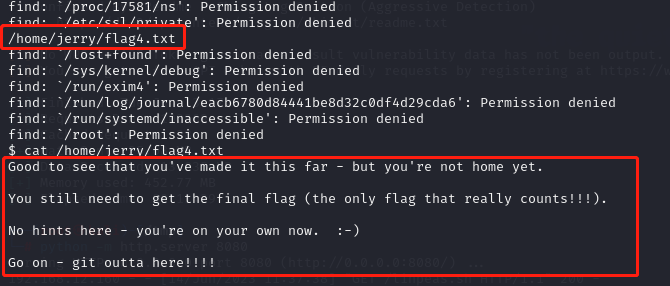 find: `/proc/17581/ns': Permission denied
find: `/etc/ssl/private': Permission denied
/home/jerry/flag4.txt
find: `/lost+found': Permission denied
find: `/sys/kernel/debug': Permission denied
find: `/run/exim4': Permission denied
find: `/run/log/journal/eacb6780d84441be8d32c0df4d29cda6': Permission denied
find: `/run/systemd/inaccessible': Permission denied
find: `/root': Permission denied
$ cat /home/jerry/flag4.txt
Good to see that you've made it this far - but you're not home yet.
You still need to get the final flag (the only flag that really counts!!!).
No hints here - you're on your own now.  :-)
Go on - git outta here!!!!